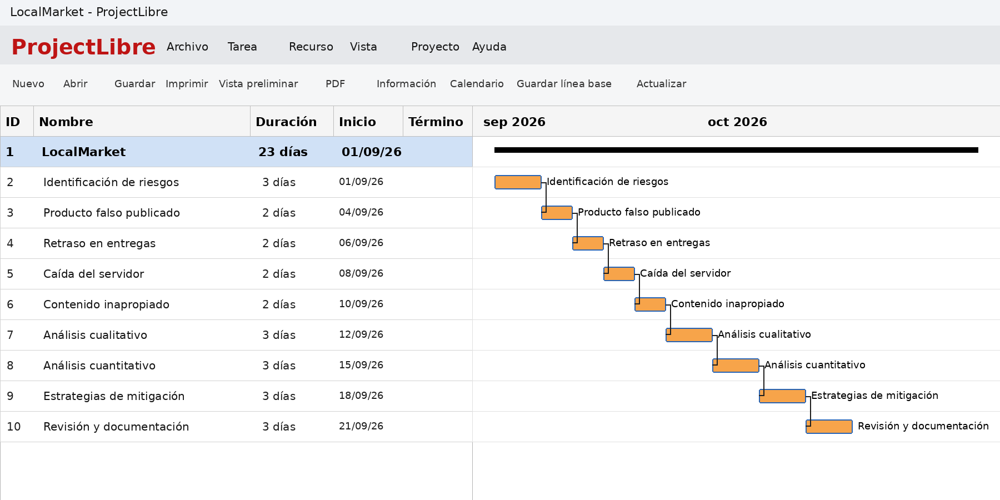 LocalMarket - ProjectLibre
ProjectLibre Archivo Tarea Recurso Vista Proyecto Ayuda
Nuevo Abrir Guardar Imprimir Vista preliminar PDF Información Calendario Guardar línea base Actualizar
ID Nombre Duración Inicio Término sep 2026 oct 2026
1 LocalMarket 23 días 01/09/26
2 Identificación de riesgos 3 días 01/09/26 Identificación de riesgos
3 Producto falso publicado 2 días 04/09/26 Producto falso publicado
4 Retraso en entregas 2 días 06/09/26 Retraso en entregas
5 Caída del servidor 2 días 08/09/26 Caída del servidor
6 Contenido inapropiado 2 días 10/09/26 Contenido inapropiado
7 Análisis cualitativo 3 días 12/09/26 Análisis cualitativo
8 Análisis cuantitativo 3 días 15/09/26 Análisis cuantitativo
9 Estrategias de mitigación 3 días 18/09/26 Estrategias de mitigación
10 Revisión y documentación 3 días 21/09/26 Revisión y documentación